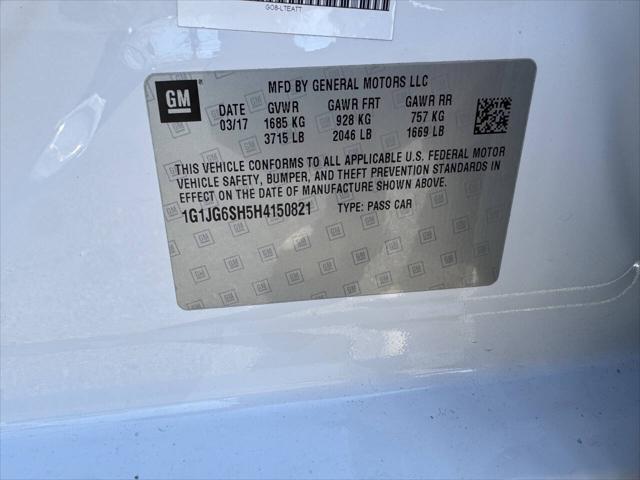 GO8-LTEATT
GM
MFD BY GENERAL MOTORS LLC
DATE GVWR GAWR FRT GAWR RR
03/17 1685 KG 928 KG 757 KG
3715 LB 2046 LB 1669 LB
THIS VEHICLE CONFORMS TO ALL APPLICABLE U.S. FEDERAL MOTOR
VEHICLE SAFETY, BUMPER, AND THEFT PREVENTION STANDARDS IN
EFFECT ON THE DATE OF MANUFACTURE SHOWN ABOVE.
1G1JG6SH5H4150821 TYPE: PASS CAR